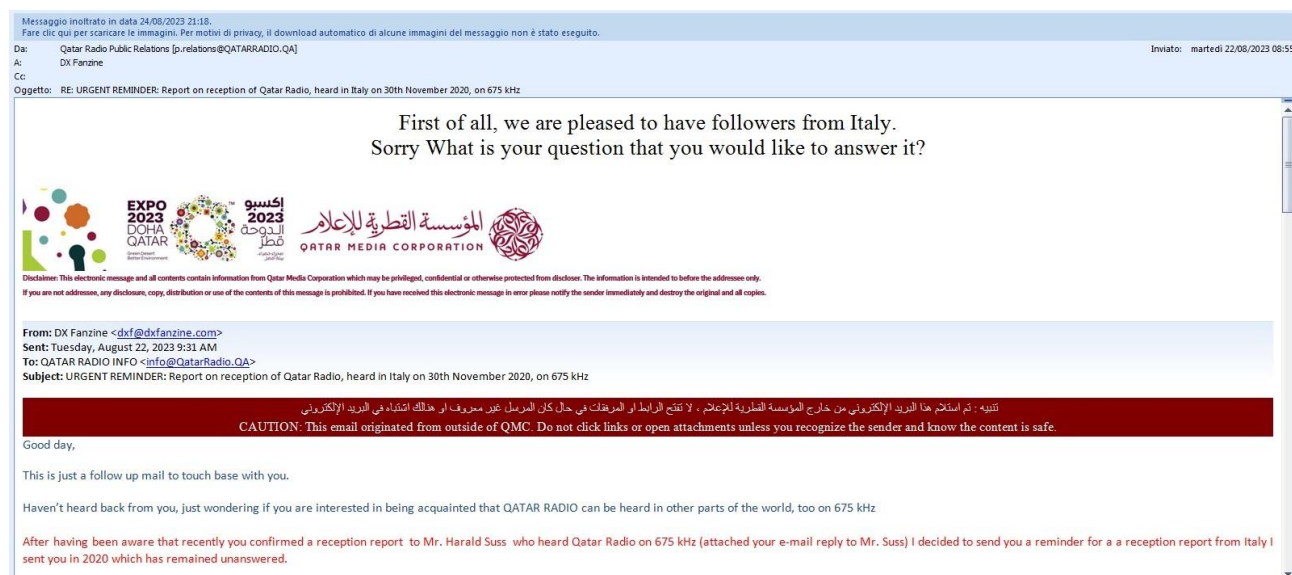 Messaggio inoltrato in data 24/08/2023 21:18.
Fare clic qui per scaricare le immagini. Per motivi di privacy, il download automatico di alcune immagini del messaggio non è stato eseguito.
Da: Qatar Radio Public Relations [p.relations@QATARRADIO.QA] Inviato: martedì 22/08/2023 08:55
A: DX Fanzine
Cc:
Oggetto: RE: URGENT REMINDER: Report on reception of Qatar Radio, heard in Italy on 30th November 2020, on 675 kHz
First of all, we are pleased to have followers from Italy.
Sorry What is your question that you would like to answer it?
EXPO إكسبو
2023 2023
DOHA الدوحة
QATAR قطر
Green Desert
Better Environment
المؤسسة القطرية للإعلام
QATAR MEDIA CORPORATION
Disclaimer: This electronic message and all contents contain information from Qatar Media Corporation which may be privileged, confidential or otherwise protected from discloser. The information is intended to before the addressee only.
If you are not addressee, any disclosure, copy, distribution or use of the contents of this message is prohibited. If you have received this electronic message in error please notify the sender immediately and destroy the original and all copies.
From: DX Fanzine <dxf@dxfanzine.com>
Sent: Tuesday, August 22, 2023 9:31 AM
To: QATAR RADIO INFO <info@QatarRadio.QA>
Subject: URGENT REMINDER: Report on reception of Qatar Radio, heard in Italy on 30th November 2020, on 675 kHz
تنبيه : تم استلام هذا البريد الإلكتروني من خارج المؤسسة القطرية للإعلام ، لا تفتح الرابط او المرفقات في حال كان المرسل غير معروف او هنالك اشتباه في البريد الإلكتروني
CAUTION: This email originated from outside of QMC. Do not click links or open attachments unless you recognize the sender and know the content is safe.
Good day,
This is just a follow up mail to touch base with you.
Haven't heard back from you, just wondering if you are interested in being acquainted that QATAR RADIO can be heard in other parts of the world, too on 675 kHz
After having been aware that recently you confirmed a reception report to Mr. Harald Suss who heard Qatar Radio on 675 kHz (attached your e-mail reply to Mr. Suss) I decided to send you a reminder for a a reception report from Italy I
sent you in 2020 which has remained unanswered.